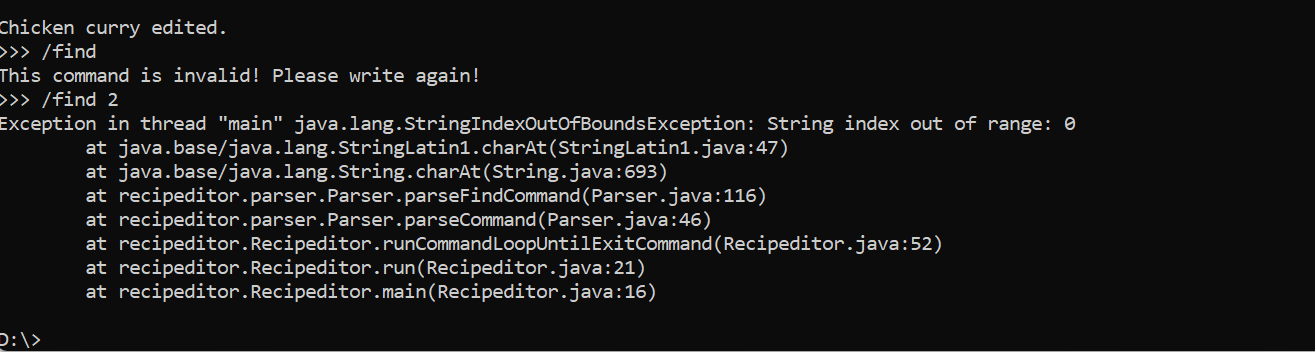 Chicken curry edited.
>>> /find
This command is invalid! Please write again!
>>> /find 2
Exception in thread "main" java.lang.StringIndexOutOfBoundsException: String index out of range: 0
        at java.base/java.lang.StringLatin1.charAt(StringLatin1.java:47)
        at java.base/java.lang.String.charAt(String.java:693)
        at recipeditor.parser.Parser.parseFindCommand(Parser.java:116)
        at recipeditor.parser.Parser.parseCommand(Parser.java:46)
        at recipeditor.Recipeditor.runCommandLoopUntilExitCommand(Recipeditor.java:52)
        at recipeditor.Recipeditor.run(Recipeditor.java:21)
        at recipeditor.Recipeditor.main(Recipeditor.java:16)
D:\>